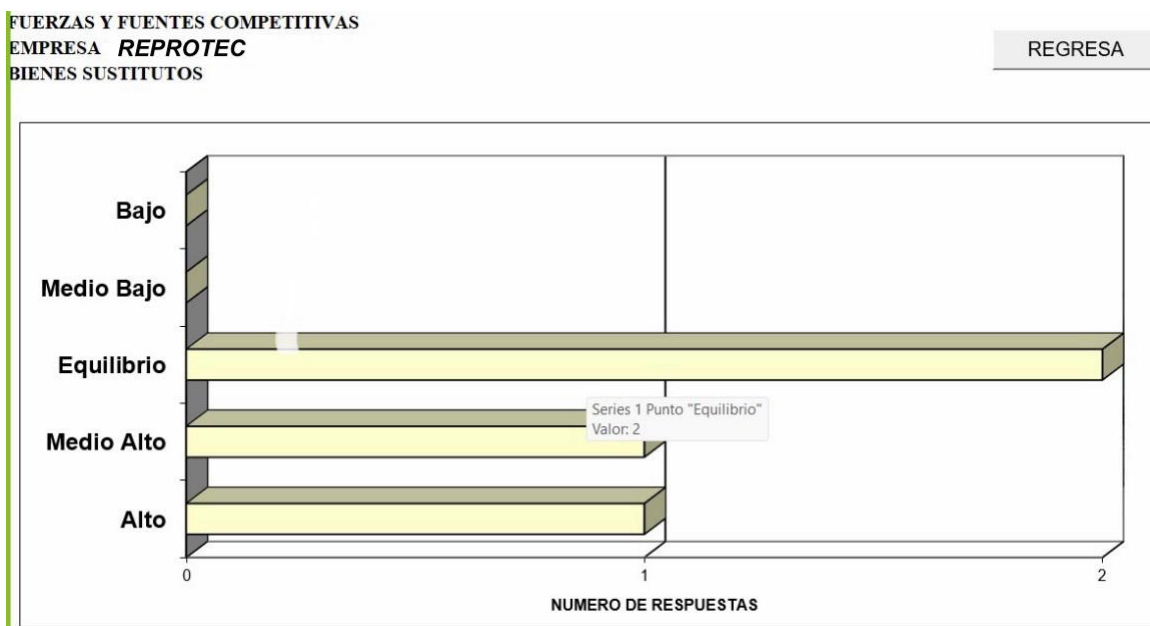 FUERZAS Y FUENTES COMPETITIVAS
EMPRESA REPROTEC
BIENES SUSTITUTOS
REGRESA
Bajo
Medio Bajo
Equilibrio
Series 1 Punto "Equilibrio"
Valor: 2
Medio Alto
Alto
0 1 2
NUMERO DE RESPUESTAS